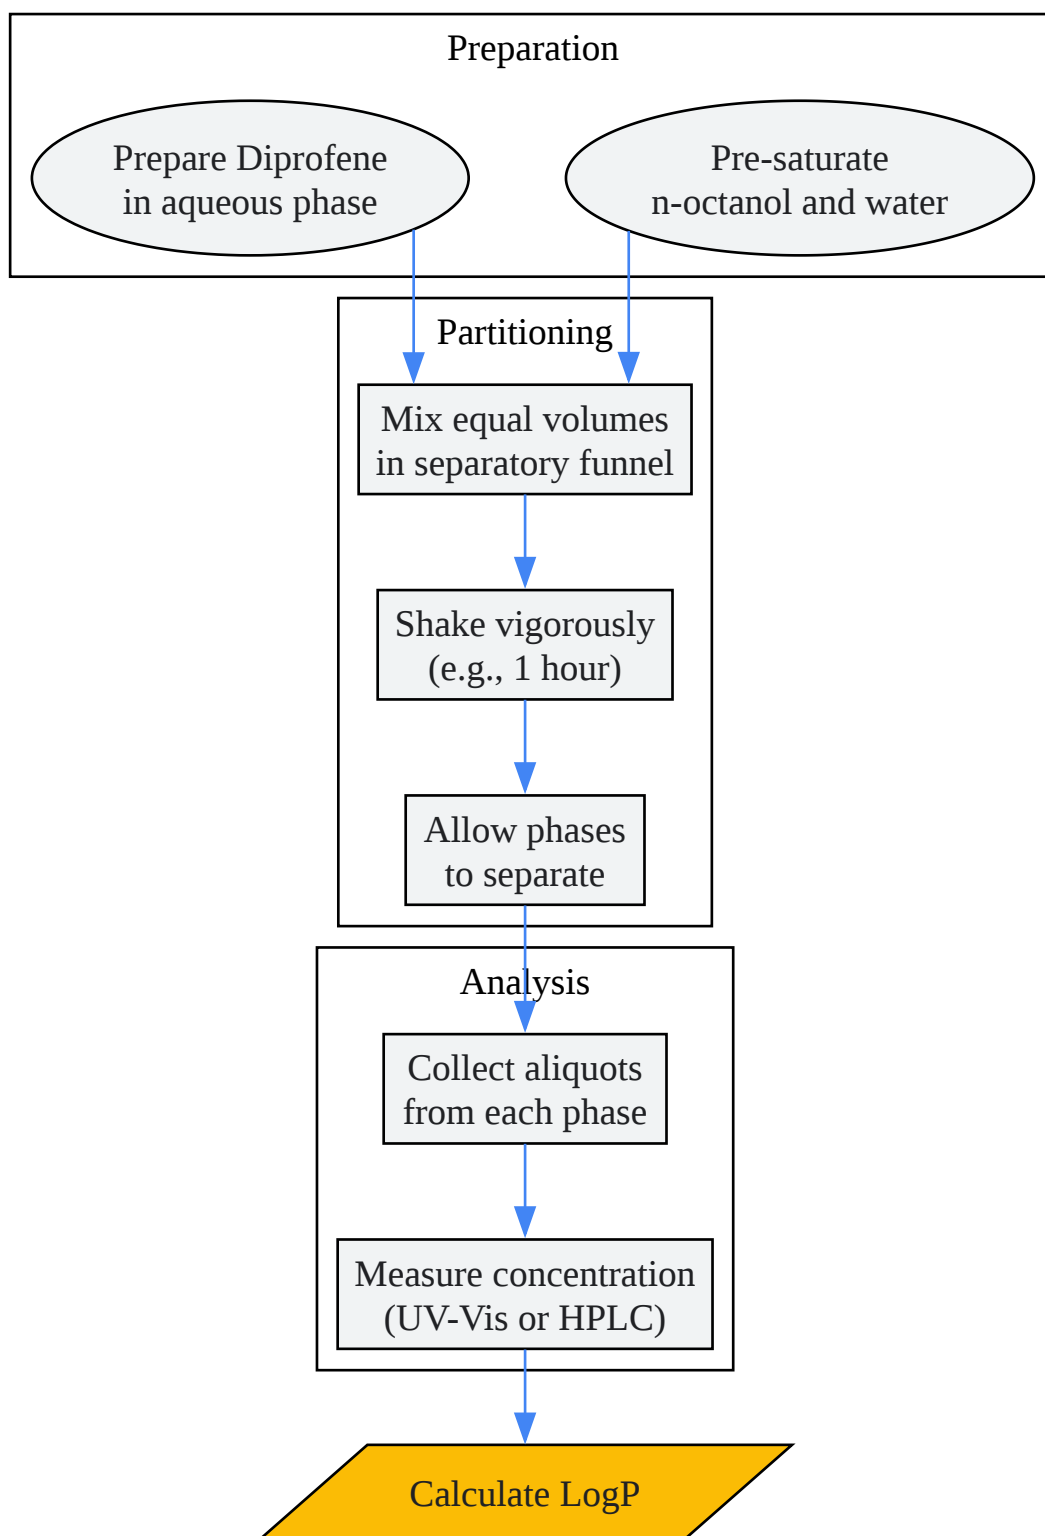 Preparation
Prepare Diprofene
in aqueous phase
Pre-saturate
n-octanol and water
Partitioning
Mix equal volumes
in separatory funnel
Shake vigorously
(e.g., 1 hour)
Allow phases
to separate
Analysis
Collect aliquots
from each phase
Measure concentration
(UV-Vis or HPLC)
Calculate LogP